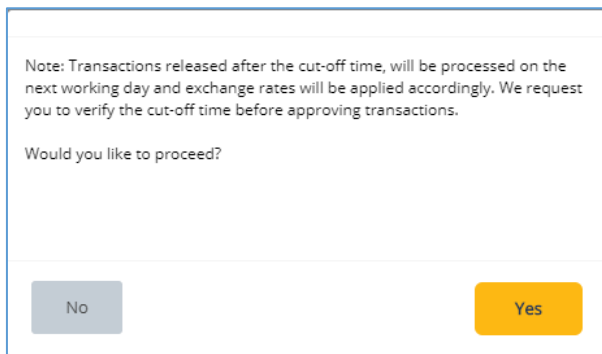 Note: Transactions released after the cut-off time, will be processed on the
next working day and exchange rates will be applied accordingly. We request
you to verify the cut-off time before approving transactions.
Would you like to proceed?
No
Yes